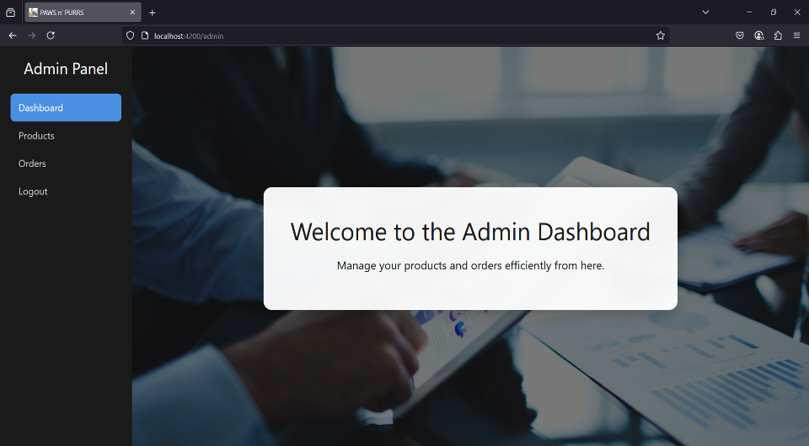 PAWS n' PURRS
localhost:4200/admin
Admin Panel
Dashboard
Products
Orders
Logout
Welcome to the Admin Dashboard
Manage your products and orders efficiently from here.